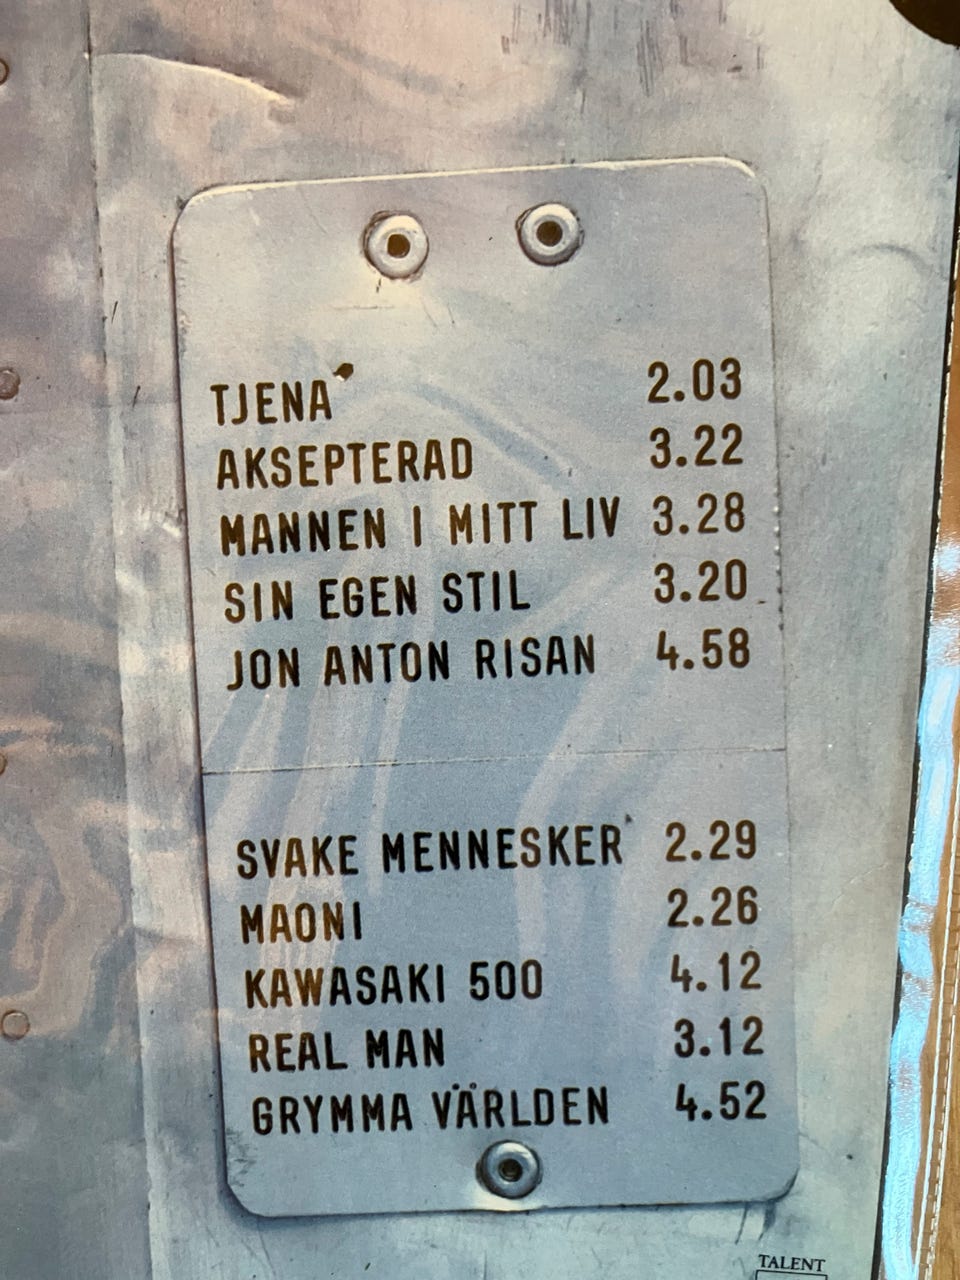 TJENA 2.03
AKSEPTERAD 3.22
MANNEN I MITT LIV 3.28
SIN EGEN STIL 3.20
JON ANTON RISAN 4.58
SVAKE MENNESKER 2.29
MAONI 2.26
KAWASAKI 500 4.12
REAL MAN 3.12
GRYMMA VÄRLDEN 4.52
TALENT